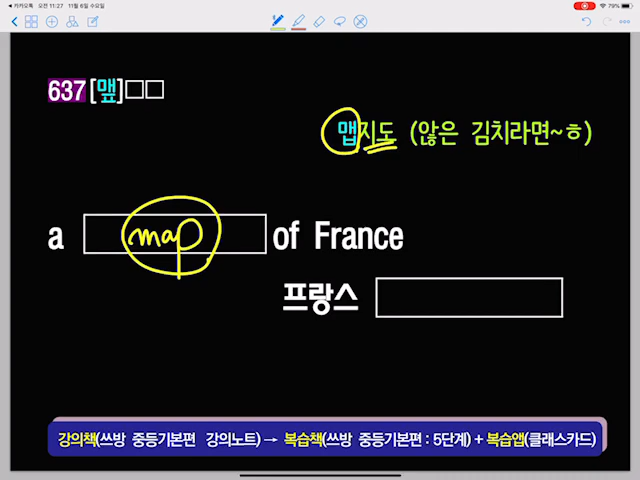 ◀ 카카오톡 오전 11:27 11월 6일 수요일 79%
637 [맾]□□
맵지도 (않은 김치라면~ㅎ)
a map of France
프랑스
강의책(쓰방 중등기본편 강의노트) → 복습책(쓰방 중등기본편 : 5단계) + 복습앱(클래스카드)